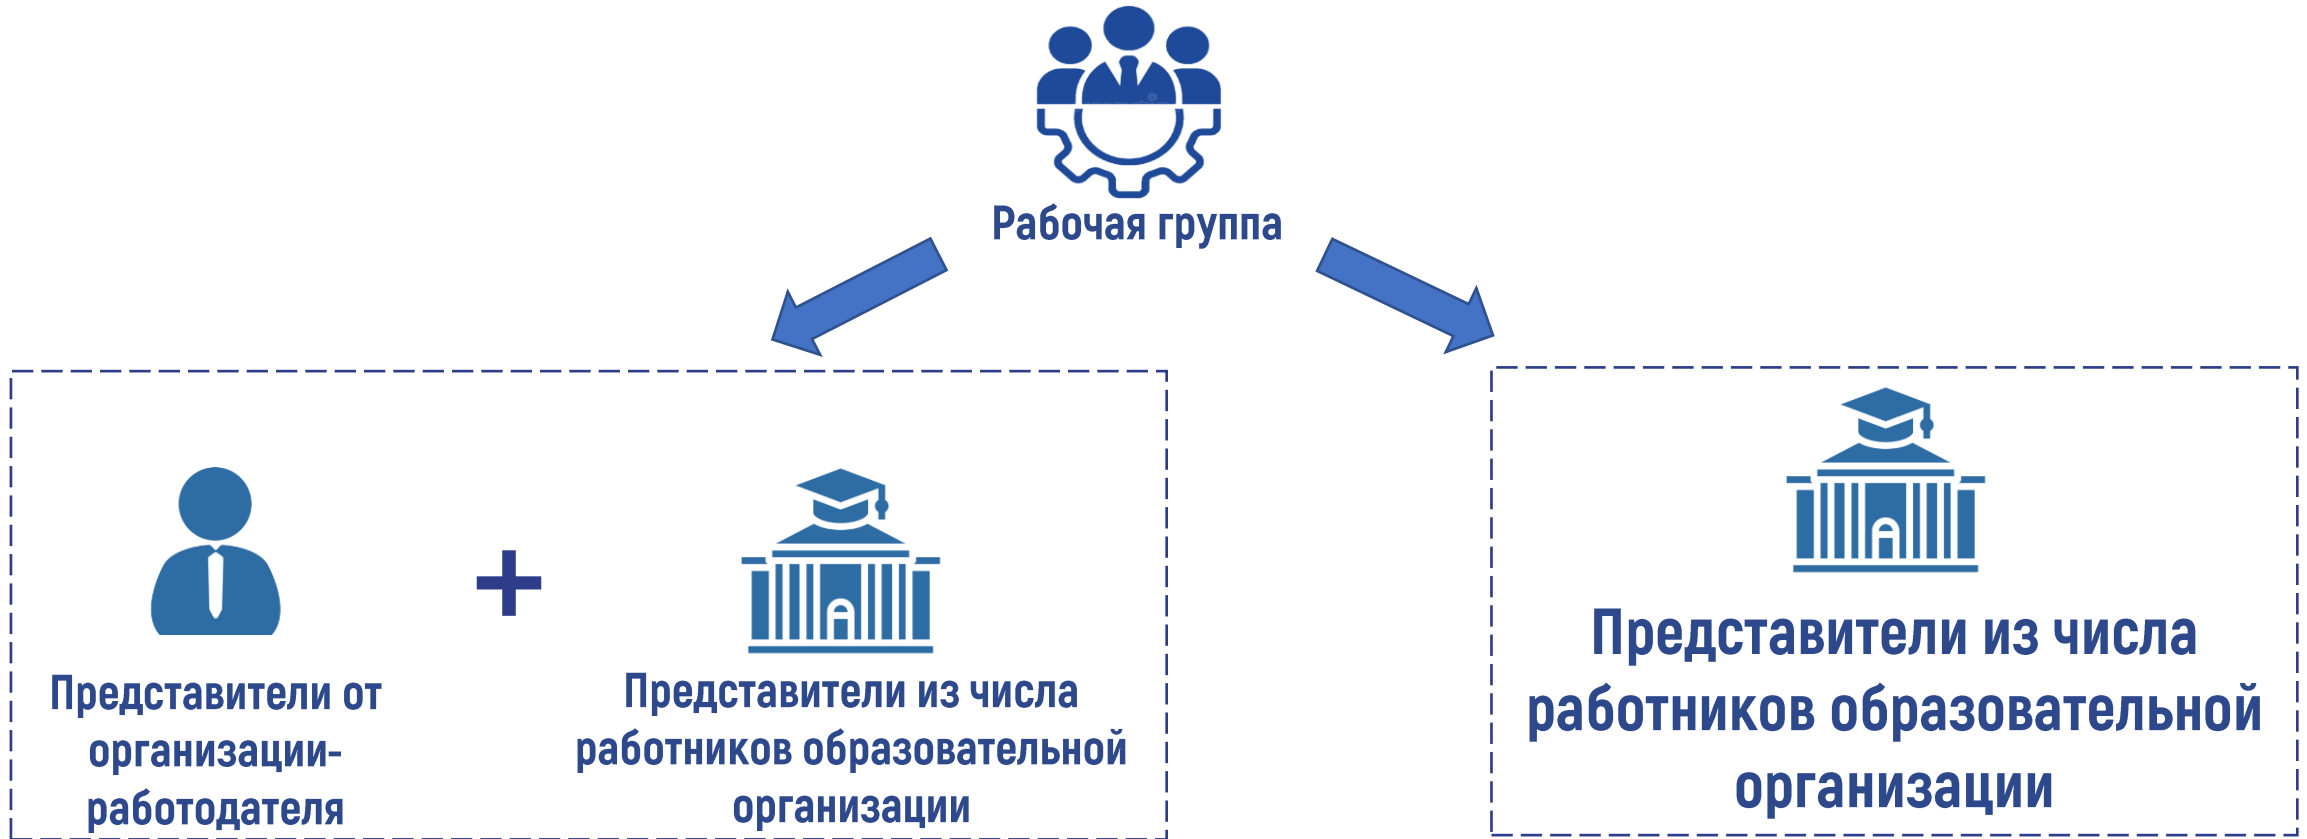 Рабочая группа
Представители от
организации-
работодателя
+
Представители из числа
работников образовательной
организации
Представители из числа
работников образовательной
организации